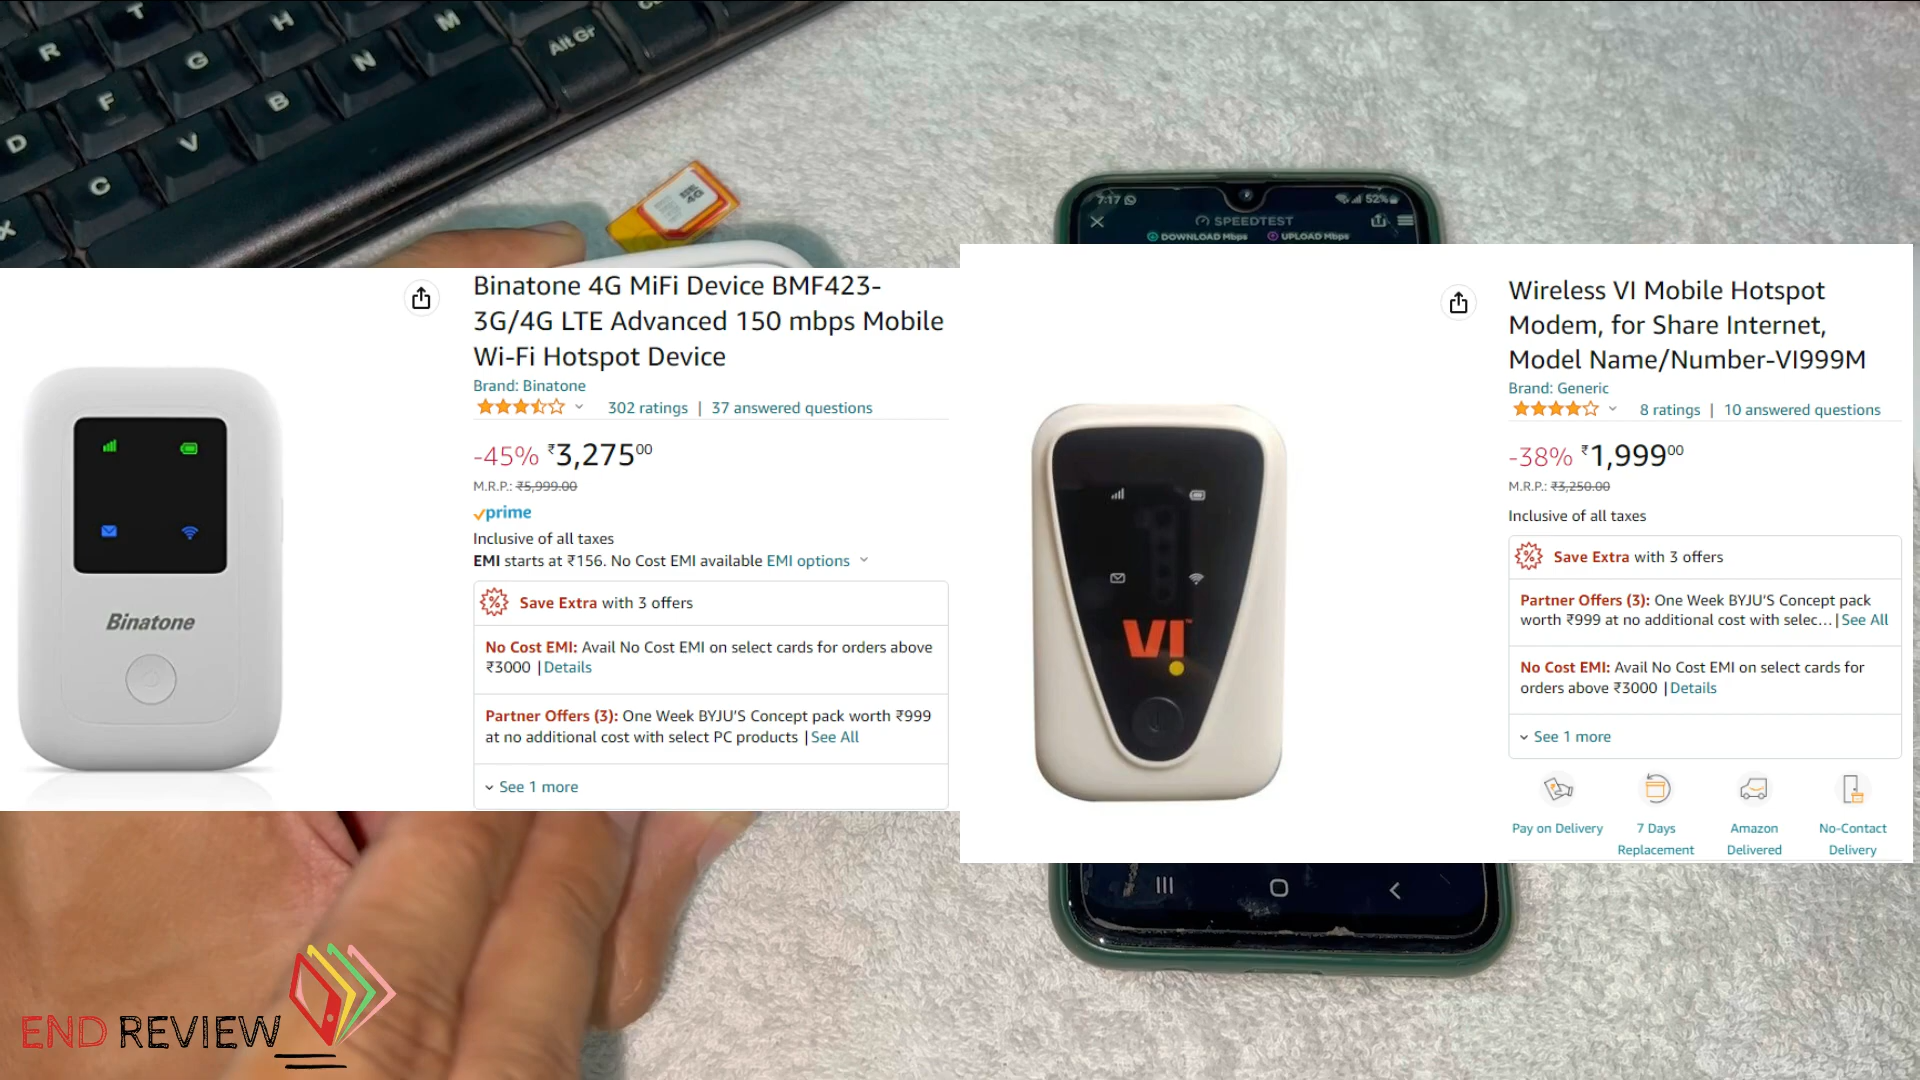 R
T
H
M
Alt Gr
F
G
N
D
V
B
C
X
4G
7:17
52%
SPEEDTEST
DOWNLOAD Mbps
UPLOAD Mbps
Binatone 4G MiFi Device BMF423-
3G/4G LTE Advanced 150 mbps Mobile
Wi-Fi Hotspot Device
Brand: Binatone
302 ratings | 37 answered questions
-45% ₹3,27500
M.R.P.: ₹5,999.00
prime
Inclusive of all taxes
EMI starts at ₹156. No Cost EMI available EMI options
Save Extra with 3 offers
No Cost EMI: Avail No Cost EMI on select cards for orders above
₹3000 | Details
Partner Offers (3): One Week BYJU'S Concept pack worth ₹999
at no additional cost with select PC products | See All
See 1 more
Binatone
Wireless VI Mobile Hotspot
Modem, for Share Internet,
Model Name/Number-VI999M
Brand: Generic
8 ratings | 10 answered questions
-38% ₹1,99900
M.R.P.: ₹3,250.00
Inclusive of all taxes
Save Extra with 3 offers
Partner Offers (3): One Week BYJU'S Concept pack
worth ₹999 at no additional cost with selec... | See All
No Cost EMI: Avail No Cost EMI on select cards for
orders above ₹3000 | Details
See 1 more
Pay on Delivery
7 Days
Replacement
Amazon
Delivered
No-Contact
Delivery
VI
END REVIEW